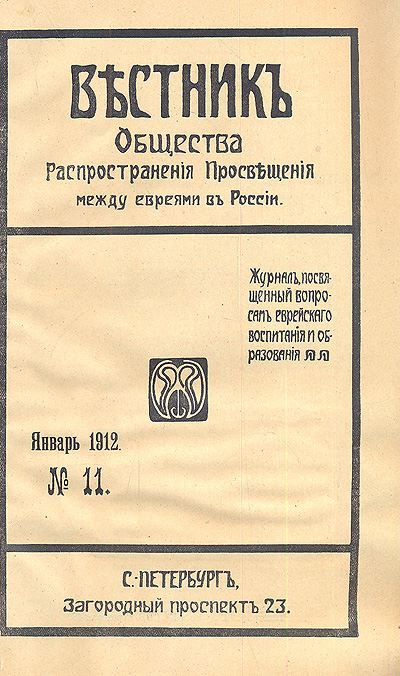 ВѢСТНИКЪ
Общества
Распространенія Просвѣщенія
между евреями въ Россіи.
Журналъ, посвя-
щенный вопро-
самъ еврейскаго
воспитанія и об-
разованія
Январь 1912.
№ 11.
С.-ПЕТЕРБУРГЪ,
Загородный проспектъ 23.